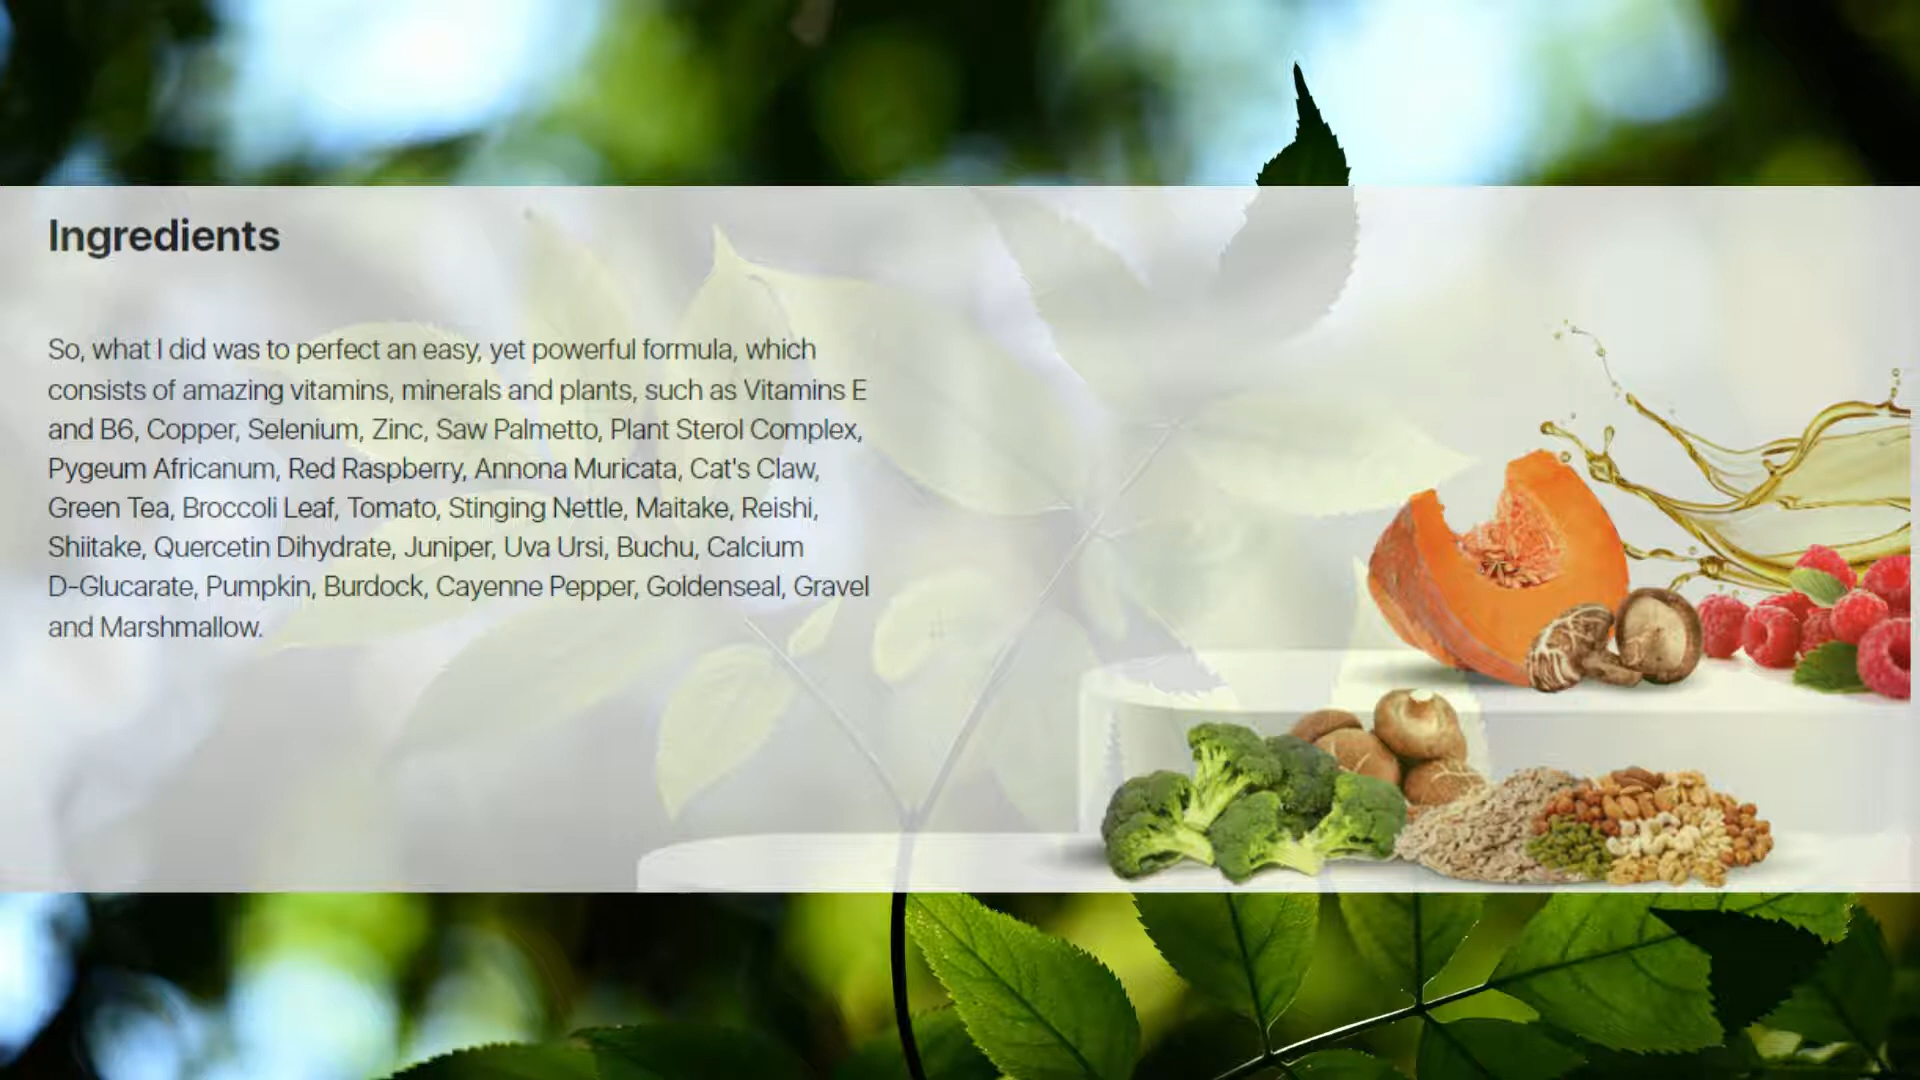 Ingredients
So, what I did was to perfect an easy, yet powerful formula, which
consists of amazing vitamins, minerals and plants, such as Vitamins E
and B6, Copper, Selenium, Zinc, Saw Palmetto, Plant Sterol Complex,
Pygeum Africanum, Red Raspberry, Annona Muricata, Cat's Claw,
Green Tea, Broccoli Leaf, Tomato, Stinging Nettle, Maitake, Reishi,
Shiitake, Quercetin Dihydrate, Juniper, Uva Ursi, Buchu, Calcium
D-Glucarate, Pumpkin, Burdock, Cayenne Pepper, Goldenseal, Gravel
and Marshmallow.